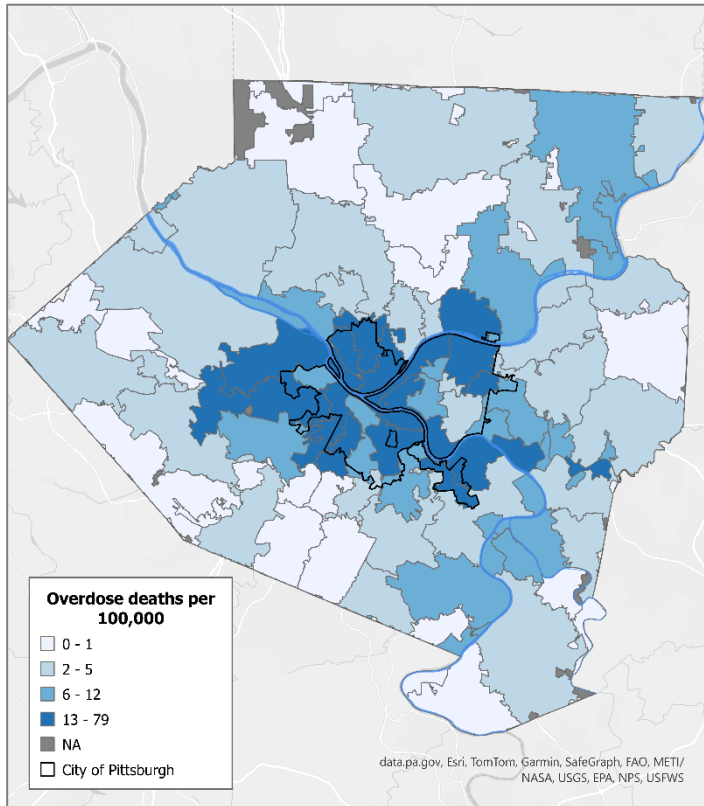 Overdose deaths per
100,000
0 - 1
2 - 5
6 - 12
13 - 79
NA
City of Pittsburgh
data.pa.gov, Esri, TomTom, Garmin, SafeGraph, FAO, METI/
NASA, USGS, EPA, NPS, USFWS